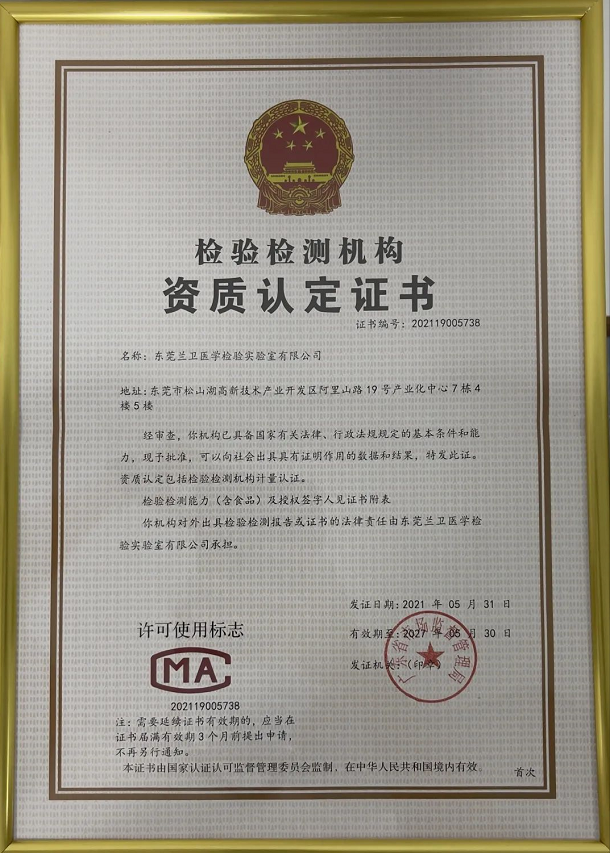 检验检测机构
资质认定证书
证书编号：202119005738
名称：东莞兰卫医学检验实验室有限公司
地址：东莞市松山湖高新技术产业开发区阿里山路19号产业化中心7栋4
楼5楼
经审查，你机构已具备国家有关法律、行政法规规定的基本条件和能
力，现予批准，可以向社会出具具有证明作用的数据和结果，特发此证。
资质认定包括检验检测机构计量认证。
检验检测能力（含食品）及授权签字人见证书附表
你机构对外出具检验检测报告或证书的法律责任由东莞兰卫医学检
验实验室有限公司承担。
许可使用标志
MA
202119005738
注：需要延续证书有效期的，应当在
证书届满有效期3个月前提出申请，
不再另行通知。
发证日期：2021 年 05 月 31 日
有效期至：2027 年 05 月 30 日
发证机关：（印章）
广东省市场监督管理局
本证书由国家认证认可监督管理委员会监制，在中华人民共和国境内有效。
首次